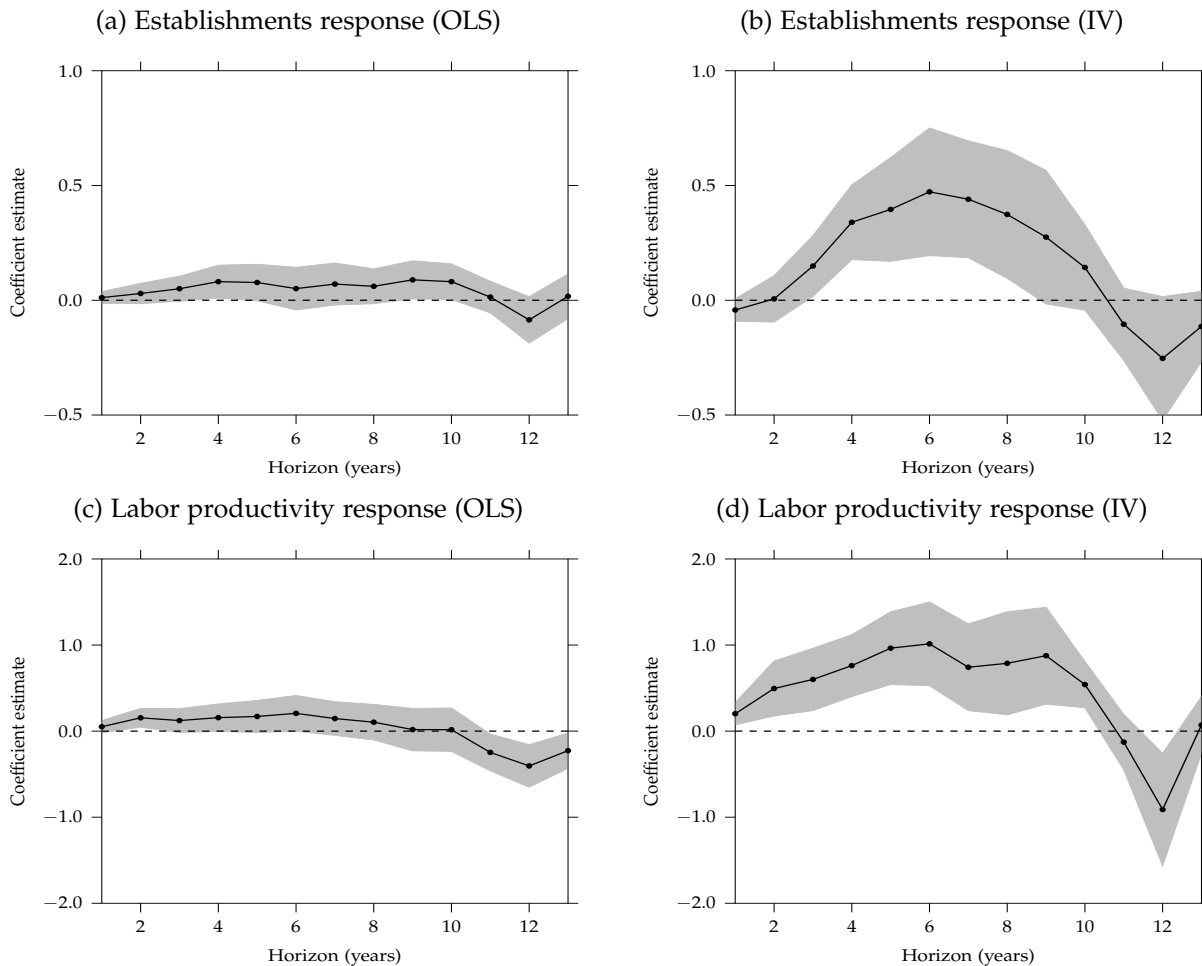 (a) Establishments response (OLS)
1.0
0.5
0.0
−0.5
Coefficient estimate
2 4 6 8 10 12
Horizon (years)
(b) Establishments response (IV)
1.0
0.5
0.0
−0.5
Coefficient estimate
2 4 6 8 10 12
Horizon (years)
(c) Labor productivity response (OLS)
2.0
1.0
0.0
−1.0
−2.0
Coefficient estimate
2 4 6 8 10 12
Horizon (years)
(d) Labor productivity response (IV)
2.0
1.0
0.0
−1.0
−2.0
Coefficient estimate
2 4 6 8 10 12
Horizon (years)